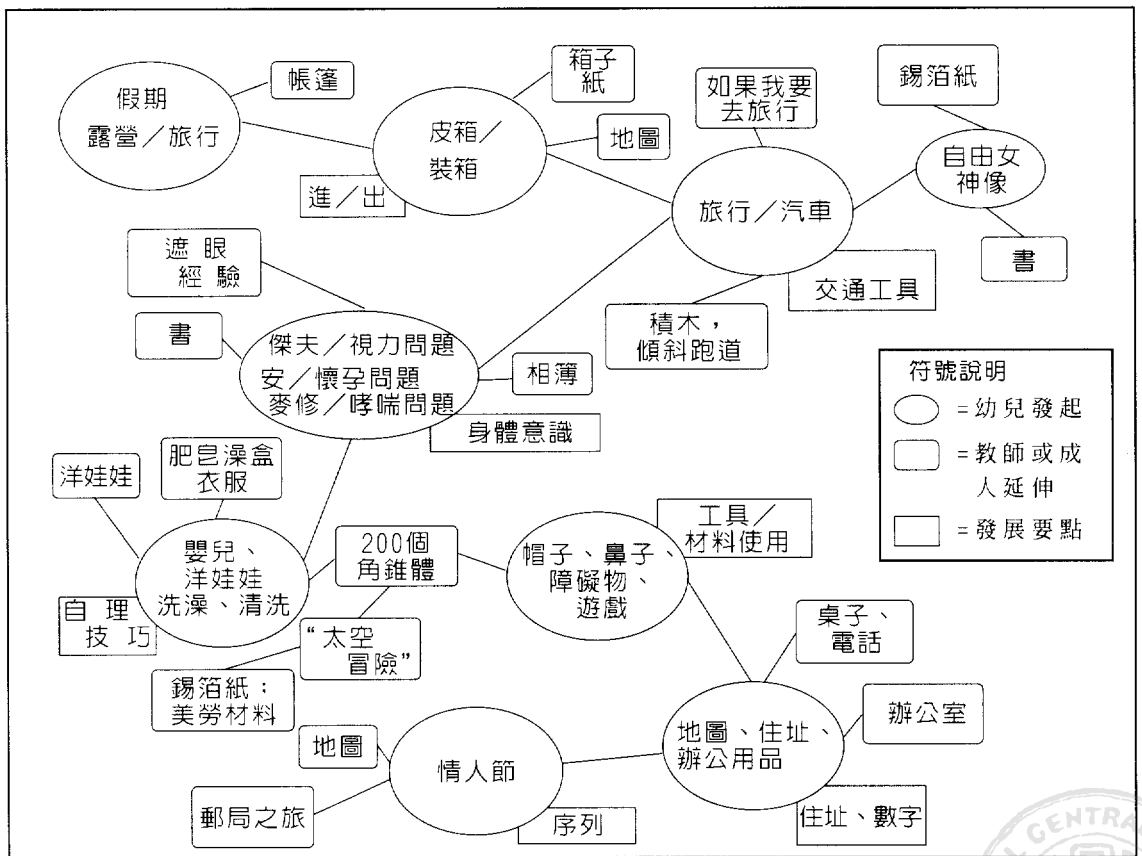 假期
露營／旅行
帳篷
皮箱／
裝箱
箱子
紙
地圖
進／出
如果我要
去旅行
旅行／汽車
錫箔紙
自由女
神像
書
交通工具
積木，
傾斜跑道
遮眼
經驗
書
傑夫／視力問題
安／懷孕問題
麥修／哮喘問題
相簿
身體意識
符號說明
=幼兒發起
=教師或成
人延伸
=發展要點
洋娃娃
肥皂澡盒
衣服
嬰兒、
洋娃娃
洗澡、清洗
自理
技巧
200個
角錐體
“太空
冒險”
錫箔紙：
美勞材料
帽子、鼻子、
障礙物、
遊戲
工具／
材料使用
桌子、
電話
地圖、住址、
辦公用品
辦公室
住址、數字
情人節
地圖
郵局之旅
序列
CENTRA